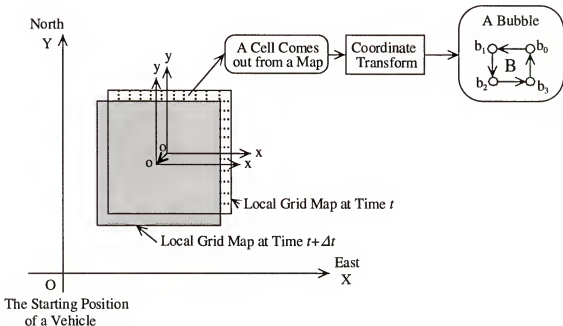 North
Y
A Cell Comes
out from a Map
Coordinate
Transform
A Bubble
b1
b0
B
b2
b3
y
y
o
x
o
x
Local Grid Map at Time t
Local Grid Map at Time t+Δt
East
X
O
The Starting Position
of a Vehicle